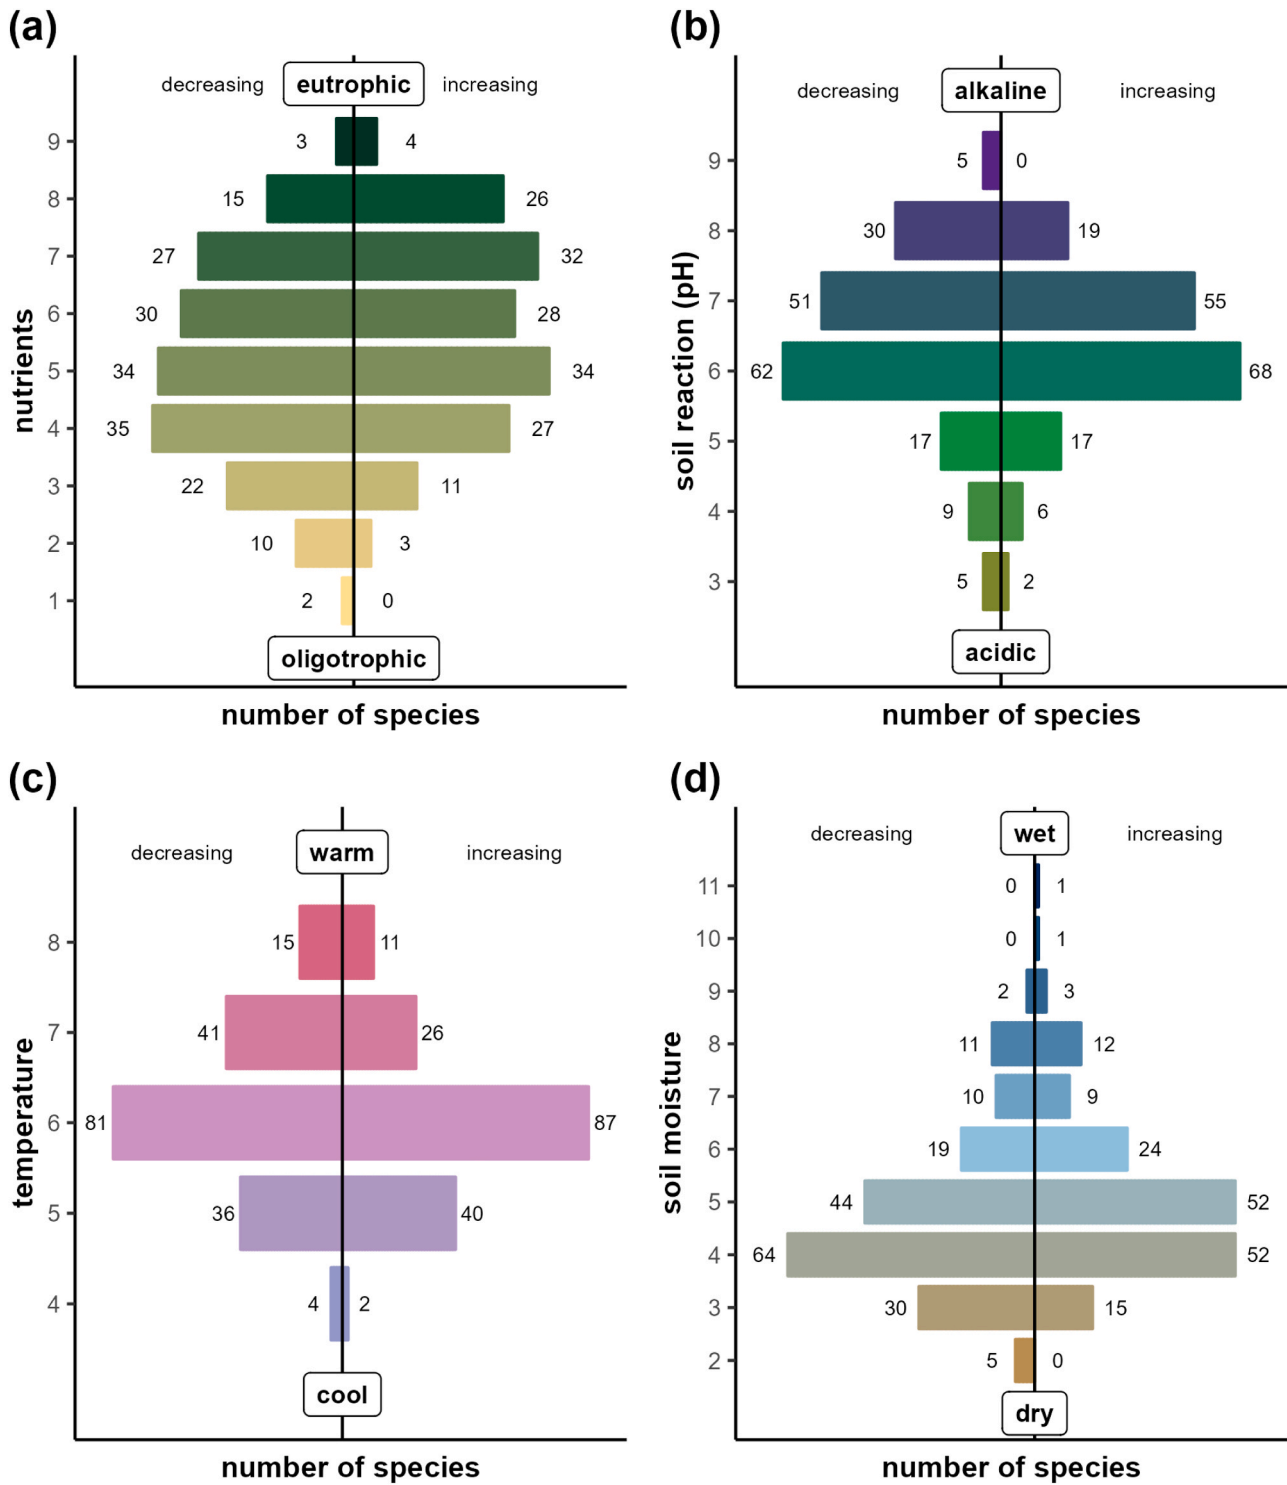 (a)
decreasing eutrophic increasing
9 3 4
8 15 26
7 27 32
6 30 28
5 34 34
4 35 27
3 22 11
2 10 3
1 2 0
oligotrophic
nutrients
number of species
(b)
decreasing alkaline increasing
9 5 0
8 30 19
7 51 55
6 62 68
5 17 17
4 9 6
3 5 2
acidic
soil reaction (pH)
number of species
(c)
decreasing warm increasing
8 15 11
7 41 26
6 81 87
5 36 40
4 4 2
cool
temperature
number of species
(d)
decreasing wet increasing
11 0 1
10 0 1
9 2 3
8 11 12
7 10 9
6 19 24
5 44 52
4 64 52
3 30 15
2 5 0
dry
soil moisture
number of species